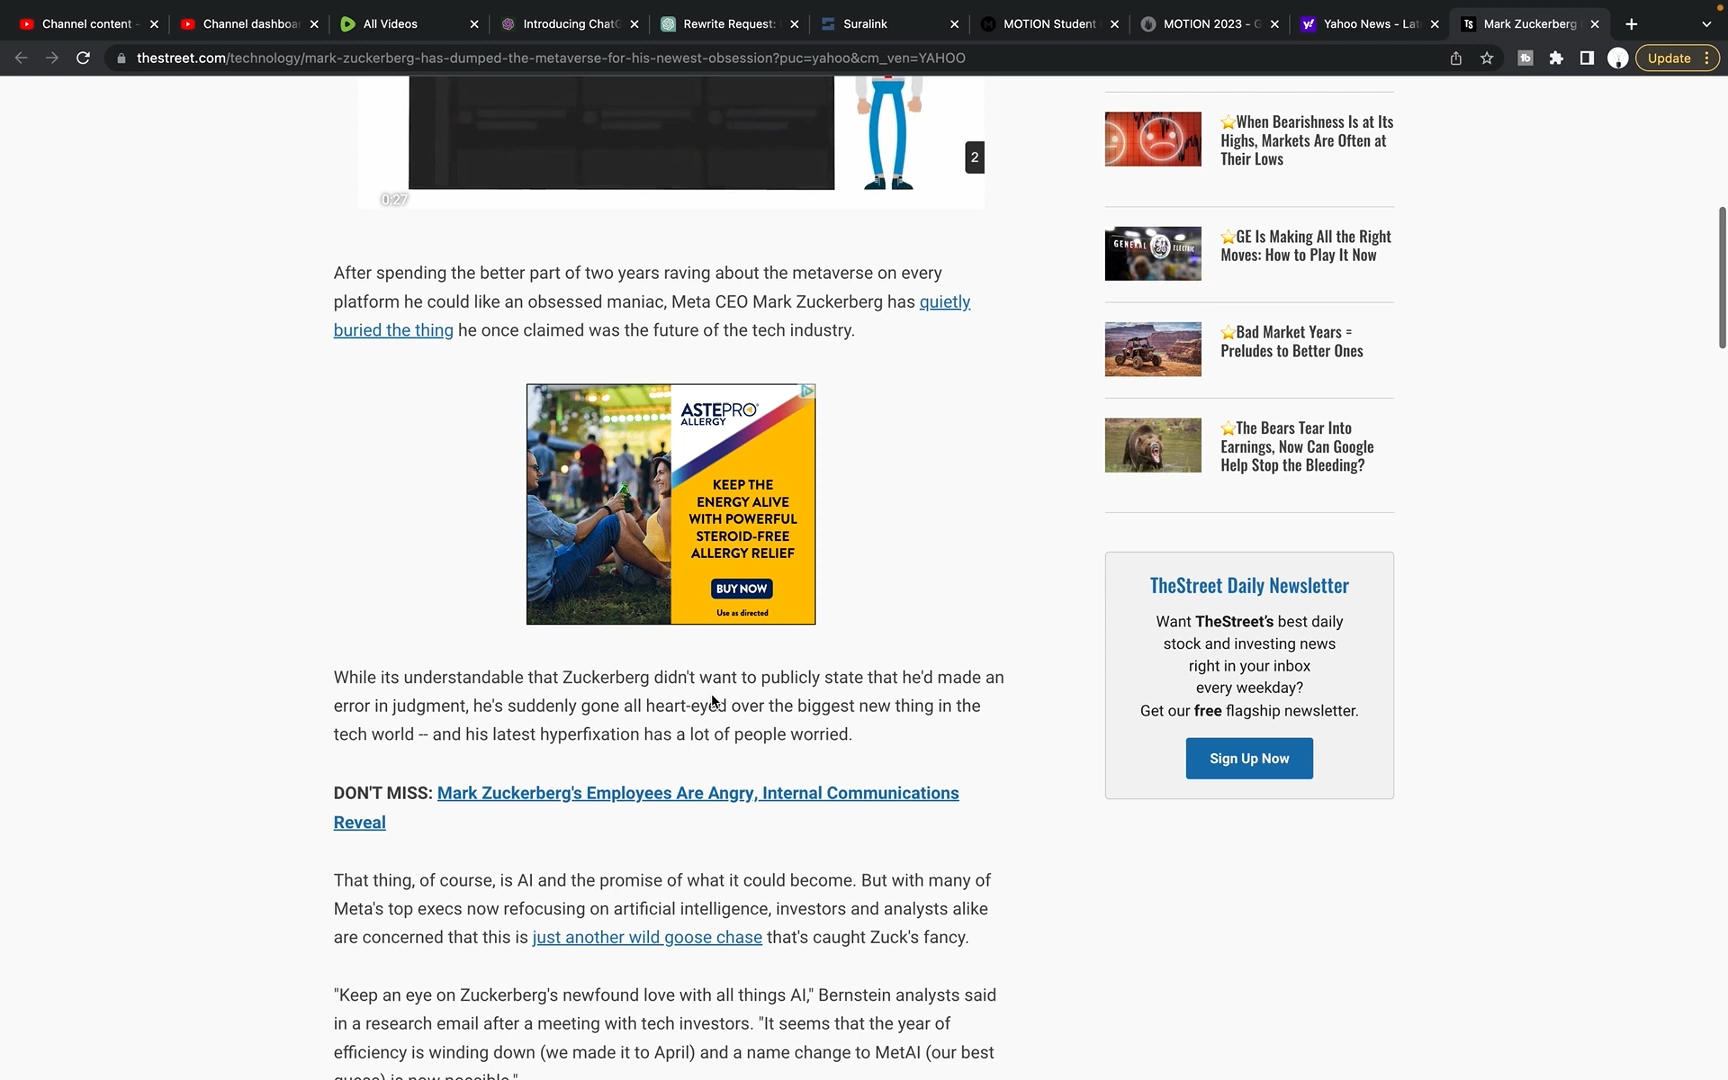 Channel content -
Channel dashboa
All Videos
Introducing ChatG
Rewrite Request:
Suralink
MOTION Student
MOTION 2023 - G
Yahoo News - Lat
Mark Zuckerberg
thestreet.com/technology/mark-zuckerberg-has-dumped-the-metaverse-for-his-newest-obsession?puc=yahoo&cm_ven=YAHOO
Update
2
0:27
After spending the better part of two years raving about the metaverse on every
platform he could like an obsessed maniac, Meta CEO Mark Zuckerberg has quietly
buried the thing he once claimed was the future of the tech industry.
ASTEPRO®
ALLERGY
KEEP THE
ENERGY ALIVE
WITH POWERFUL
STEROID-FREE
ALLERGY RELIEF
BUY NOW
Use as directed
While its understandable that Zuckerberg didn't want to publicly state that he'd made an
error in judgment, he's suddenly gone all heart-eyed over the biggest new thing in the
tech world -- and his latest hyperfixation has a lot of people worried.
DON'T MISS: Mark Zuckerberg's Employees Are Angry, Internal Communications
Reveal
That thing, of course, is AI and the promise of what it could become. But with many of
Meta's top execs now refocusing on artificial intelligence, investors and analysts alike
are concerned that this is just another wild goose chase that's caught Zuck's fancy.
"Keep an eye on Zuckerberg's newfound love with all things AI," Bernstein analysts said
in a research email after a meeting with tech investors. "It seems that the year of
efficiency is winding down (we made it to April) and a name change to MetAI (our best
guess) is now possible."
⭐When Bearishness Is at Its
Highs, Markets Are Often at
Their Lows
GENERAL ELECTRIC
⭐GE Is Making All the Right
Moves: How to Play It Now
⭐Bad Market Years =
Preludes to Better Ones
⭐The Bears Tear Into
Earnings, Now Can Google
Help Stop the Bleeding?
TheStreet Daily Newsletter
Want TheStreet's best daily
stock and investing news
right in your inbox
every weekday?
Get our free flagship newsletter.
Sign Up Now